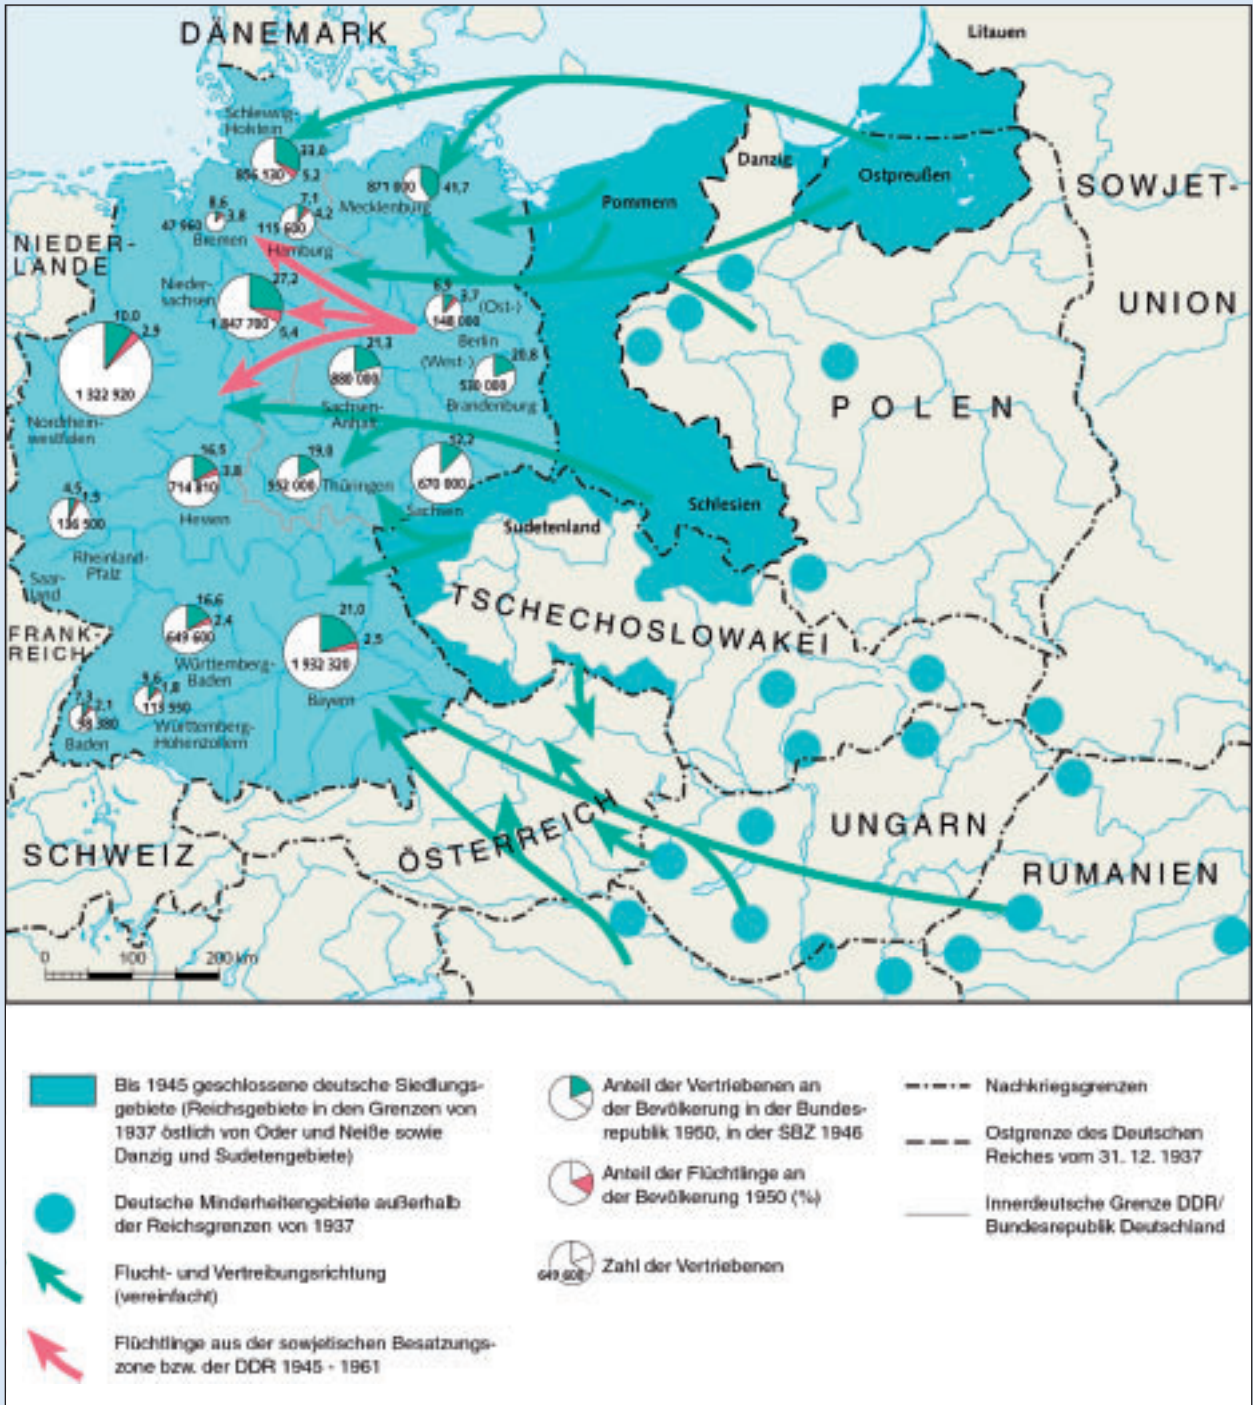 DÄNEMARK
Litauen
Schleswig-
Holstein
33,0
856 130
5,2
Danzig
Ostpreußen
SOWJET-
UNION
871 800
41,7
Mecklenburg
Pommern
8,6
3,8
47 960
Bremen
7,1
4,2
115 600
Hamburg
NIEDER-
LANDE
Nieder-
sachsen
27,2
1 847 700
5,4
6,9
3,7
(Ost-)
148 000
Berlin
(West-)
10,0
2,9
1 322 920
Nordrhein-
westfalen
21,3
880 000
Sachsen-
Anhalt
20,8
530 000
Brandenburg
POLEN
16,5
3,8
714 810
Hessen
19,0
Thüringen
12,2
670 000
Sachsen
Schlesien
Sudetenland
4,5
1,5
136 500
Rheinland-
Pfalz
Saar-
land
FRANK-
REICH
TSCHECHOSLOWAKEI
16,6
2,4
649 600
Württemberg-
Baden
21,0
2,5
1 932 320
Bayern
9,6
1,8
Württemberg-
Hohenzollern
7,3
2,1
98 380
Baden
SCHWEIZ
ÖSTERREICH
UNGARN
RUMANIEN
0 100 200 km
Bis 1945 geschlossene deutsche Siedlungs-
gebiete (Reichsgebiete in den Grenzen von
1937 östlich von Oder und Neiße sowie
Danzig und Sudetengebiete)
Deutsche Minderheitengebiete außerhalb
der Reichsgrenzen von 1937
Flucht- und Vertreibungsrichtung
(vereinfacht)
Flüchtlinge aus der sowjetischen Besatzungs-
zone bzw. der DDR 1945 - 1961
Anteil der Vertriebenen an
der Bevölkerung in der Bundes-
republik 1950, in der SBZ 1946
Anteil der Flüchtlinge an
der Bevölkerung 1950 (%)
649 600
Zahl der Vertriebenen
Nachkriegsgrenzen
Ostgrenze des Deutschen
Reiches vom 31. 12. 1937
Innerdeutsche Grenze DDR/
Bundesrepublik Deutschland